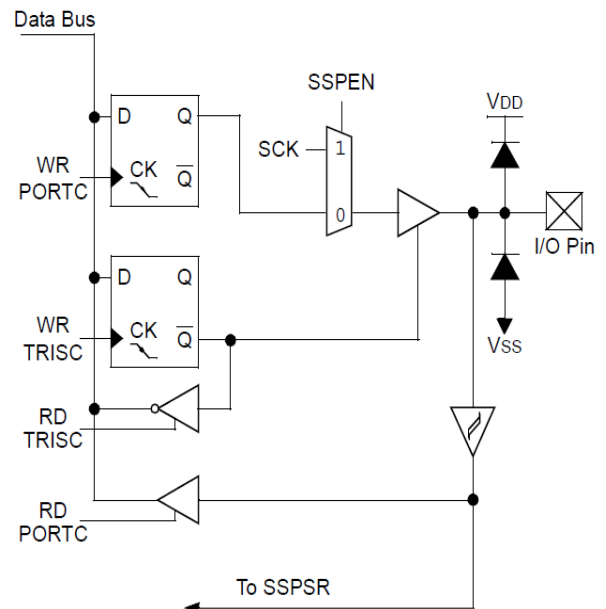 Data Bus
SSPEN
VDD
D Q
SCK 1
WR
PORTC
CK Q
0
I/O Pin
D Q
WR
TRISC
CK Q
VSS
RD
TRISC
RD
PORTC
To SSPSR